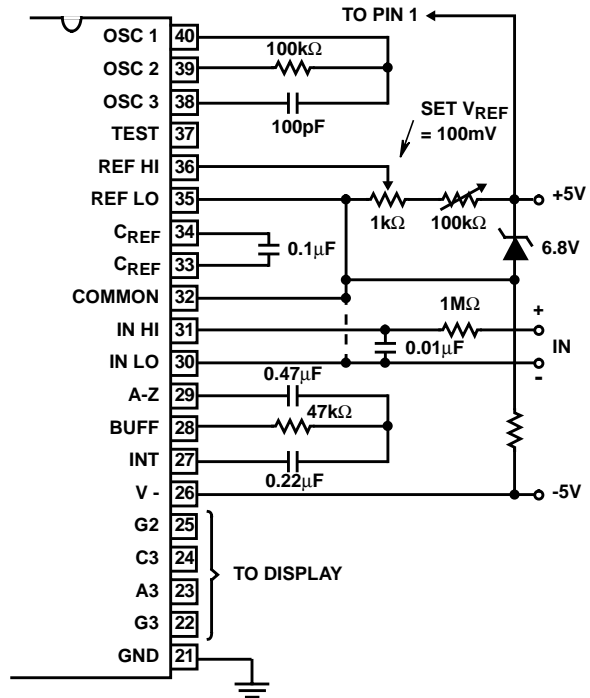 TO PIN 1
OSC 1 40
100kΩ
OSC 2 39
OSC 3 38
100pF
SET VREF
= 100mV
TEST 37
REF HI 36
REF LO 35
+5V
1kΩ 100kΩ
CREF 34
0.1µF
6.8V
CREF 33
COMMON 32
1MΩ
IN HI 31
+
0.01µF
IN
IN LO 30
-
0.47µF
A-Z 29
47kΩ
BUFF 28
INT 27
0.22µF
V - 26
-5V
G2 25
C3 24
TO DISPLAY
A3 23
G3 22
GND 21